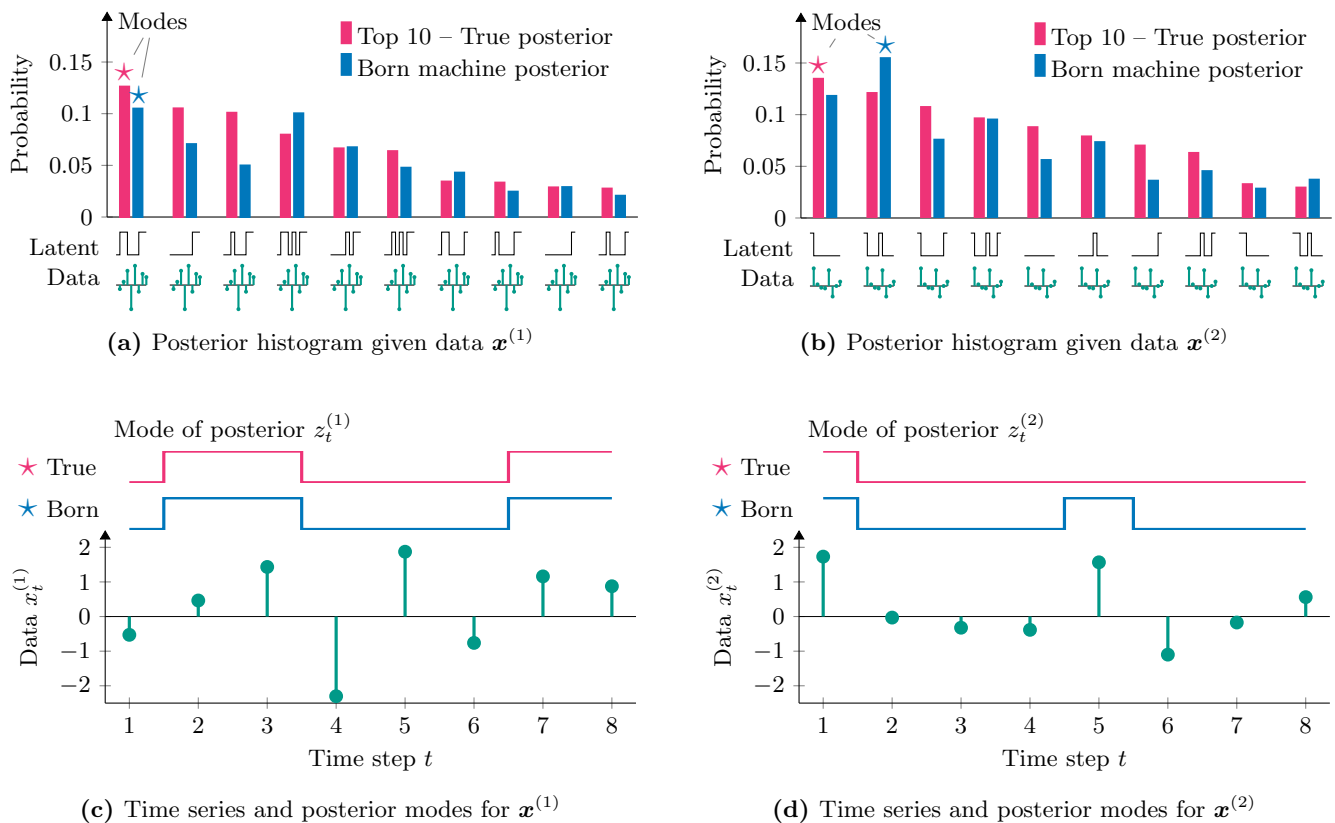 Modes
Top 10 – True posterior
Born machine posterior
Probability
0.15
0.1
0.05
0
Latent
Data
(a) Posterior histogram given data x^(1)
Modes
Top 10 – True posterior
Born machine posterior
Probability
0.15
0.1
0.05
0
Latent
Data
(b) Posterior histogram given data x^(2)
Mode of posterior z_t^(1)
True
Born
Data x_t^(1)
2
1
0
−1
−2
1 2 3 4 5 6 7 8
Time step t
(c) Time series and posterior modes for x^(1)
Mode of posterior z_t^(2)
True
Born
Data x_t^(2)
2
1
0
−1
−2
1 2 3 4 5 6 7 8
Time step t
(d) Time series and posterior modes for x^(2)